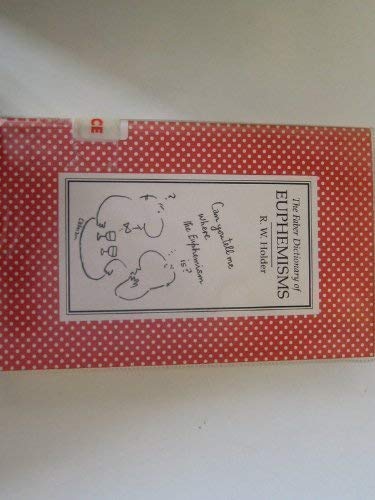 The Faber Dictionary of
EUPHEMISMS
R. W. Holder
Can you tell me
where
the Euphemism
is?
?
CE